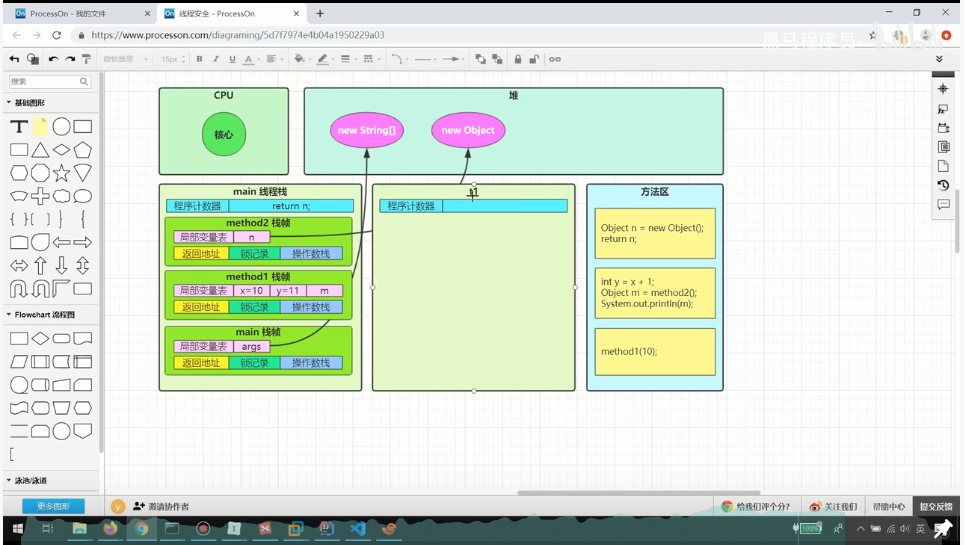 ProcessOn - 我的文件
线程安全 - ProcessOn
https://www.processon.com/diagraming/5d7f7974e4b04a1950229a03
黑马程序员
bilibili
微软雅黑
15px
B I U A
搜索
基础图形
T
Flowchart 流程图
泳池/泳道
更多图形
CPU
核心
堆
new String[]
new Object
main 线程栈
程序计数器 return n;
method2 栈帧
局部变量表 n
返回地址 锁记录 操作数栈
method1 栈帧
局部变量表 x=10 y=11 m
返回地址 锁记录 操作数栈
main 栈帧
局部变量表 args
返回地址 锁记录 操作数栈
程序计数器
方法区
Object n = new Object();
return n;
int y = x + 1;
Object m = method2();
System.out.println(m);
method1(10);
y 邀请协作者
给我们评个分?
关注我们
帮助中心
提交反馈
100%
英